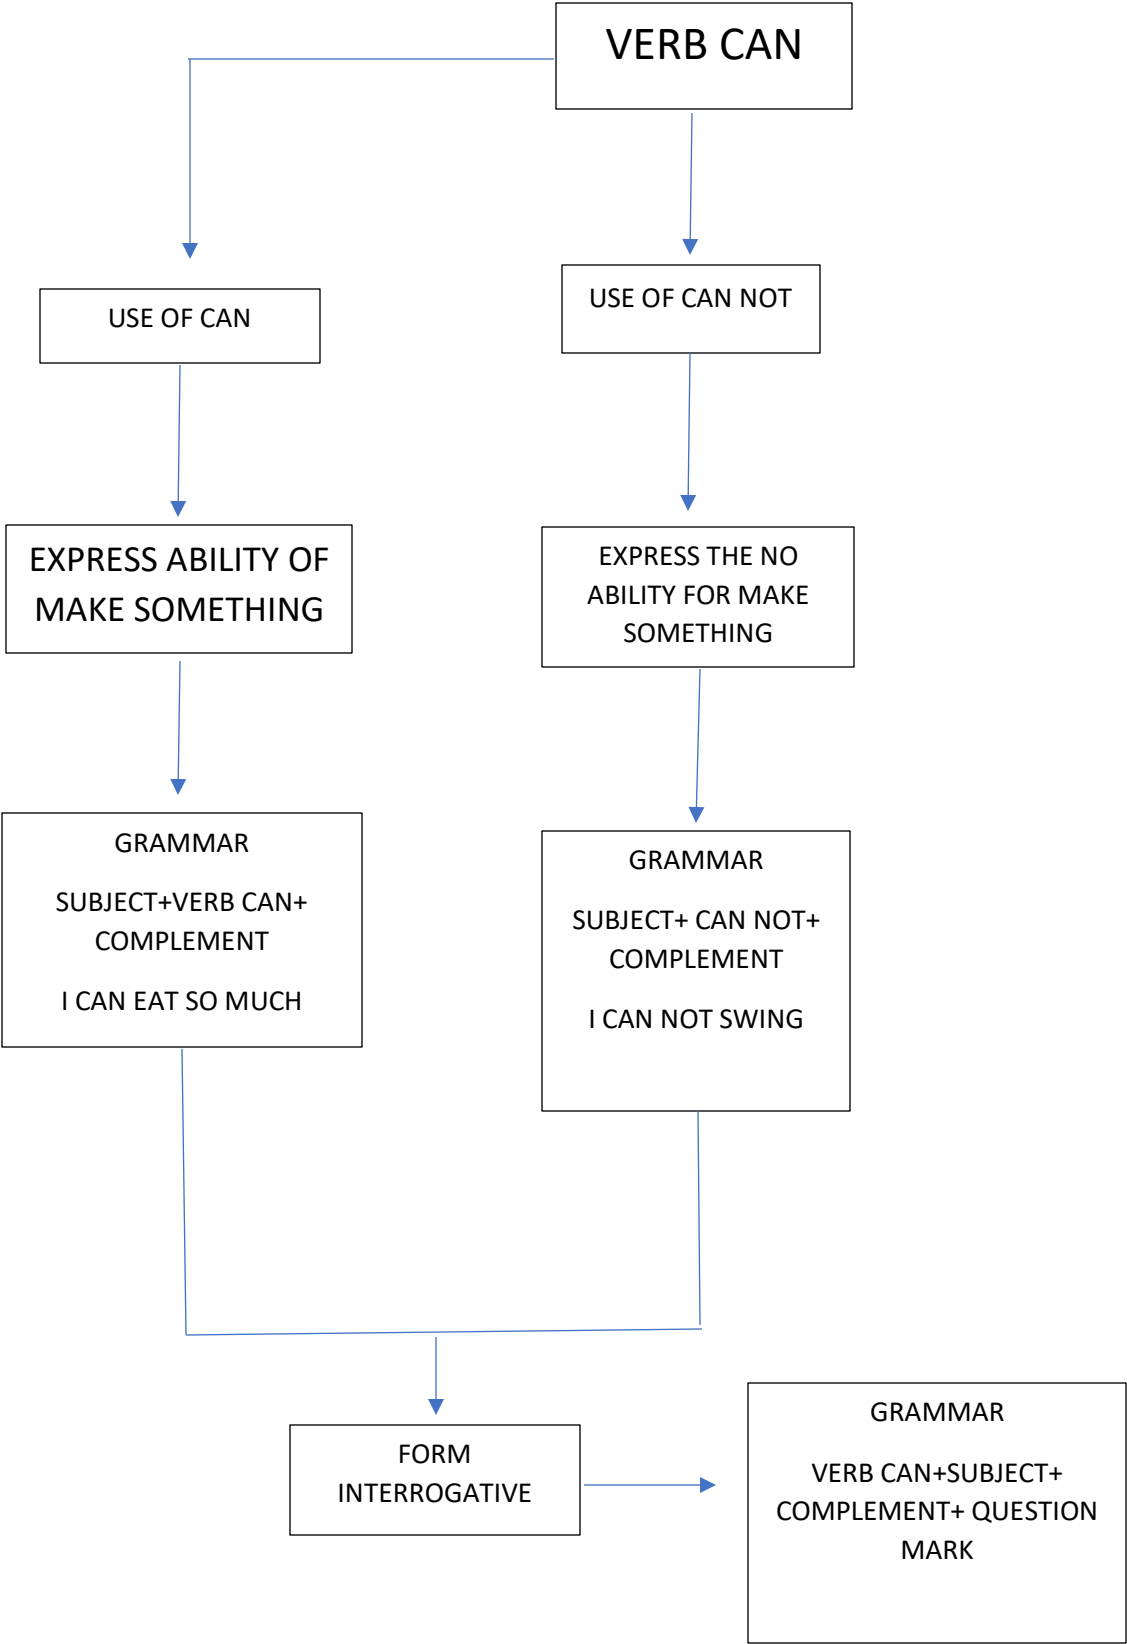 VERB CAN
USE OF CAN
USE OF CAN NOT
EXPRESS ABILITY OF
MAKE SOMETHING
EXPRESS THE NO
ABILITY FOR MAKE
SOMETHING
GRAMMAR
SUBJECT+VERB CAN+
COMPLEMENT
I CAN EAT SO MUCH
GRAMMAR
SUBJECT+ CAN NOT+
COMPLEMENT
I CAN NOT SWING
FORM
INTERROGATIVE
GRAMMAR
VERB CAN+SUBJECT+
COMPLEMENT+ QUESTION
MARK